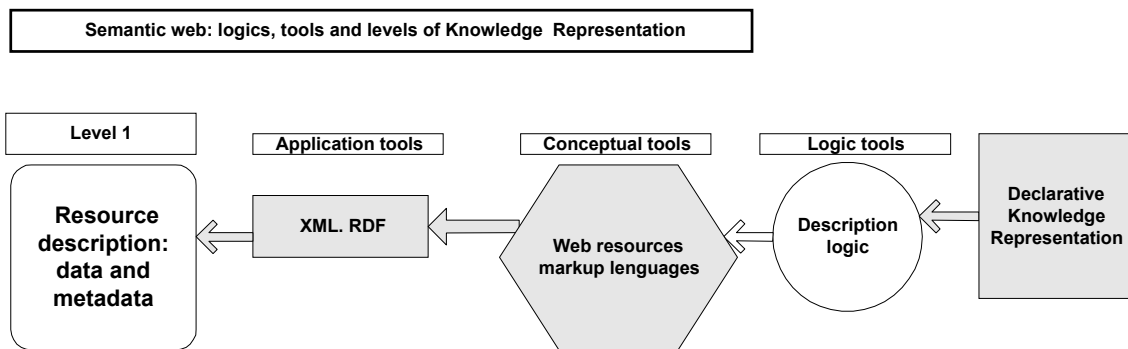 Semantic web: logics, tools and levels of Knowledge Representation
Level 1
Application tools
Conceptual tools
Logic tools
Resource
description:
data and
metadata
XML. RDF
Web resources
markup lenguages
Description
logic
Declarative
Knowledge
Representation